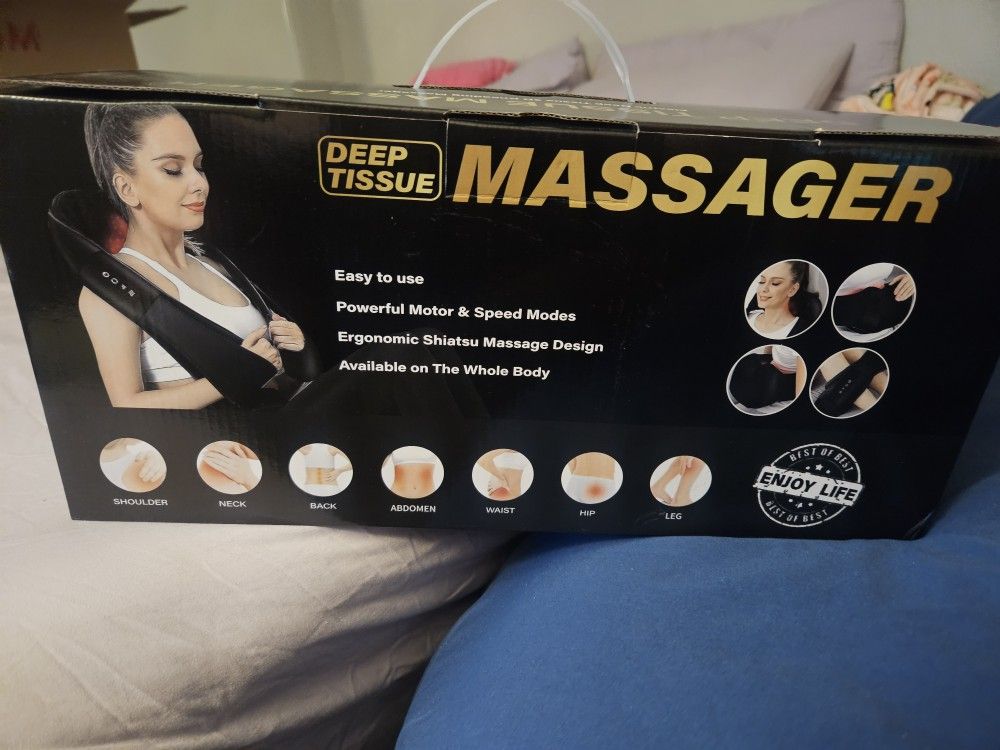 DEEP
TISSUE
MASSAGER
Easy to use
Powerful Motor & Speed Modes
Ergonomic Shiatsu Massage Design
Available on The Whole Body
SHOULDER
NECK
BACK
ABDOMEN
WAIST
HIP
LEG
BEST OF BEST
ENJOY LIFE
BEST OF BEST